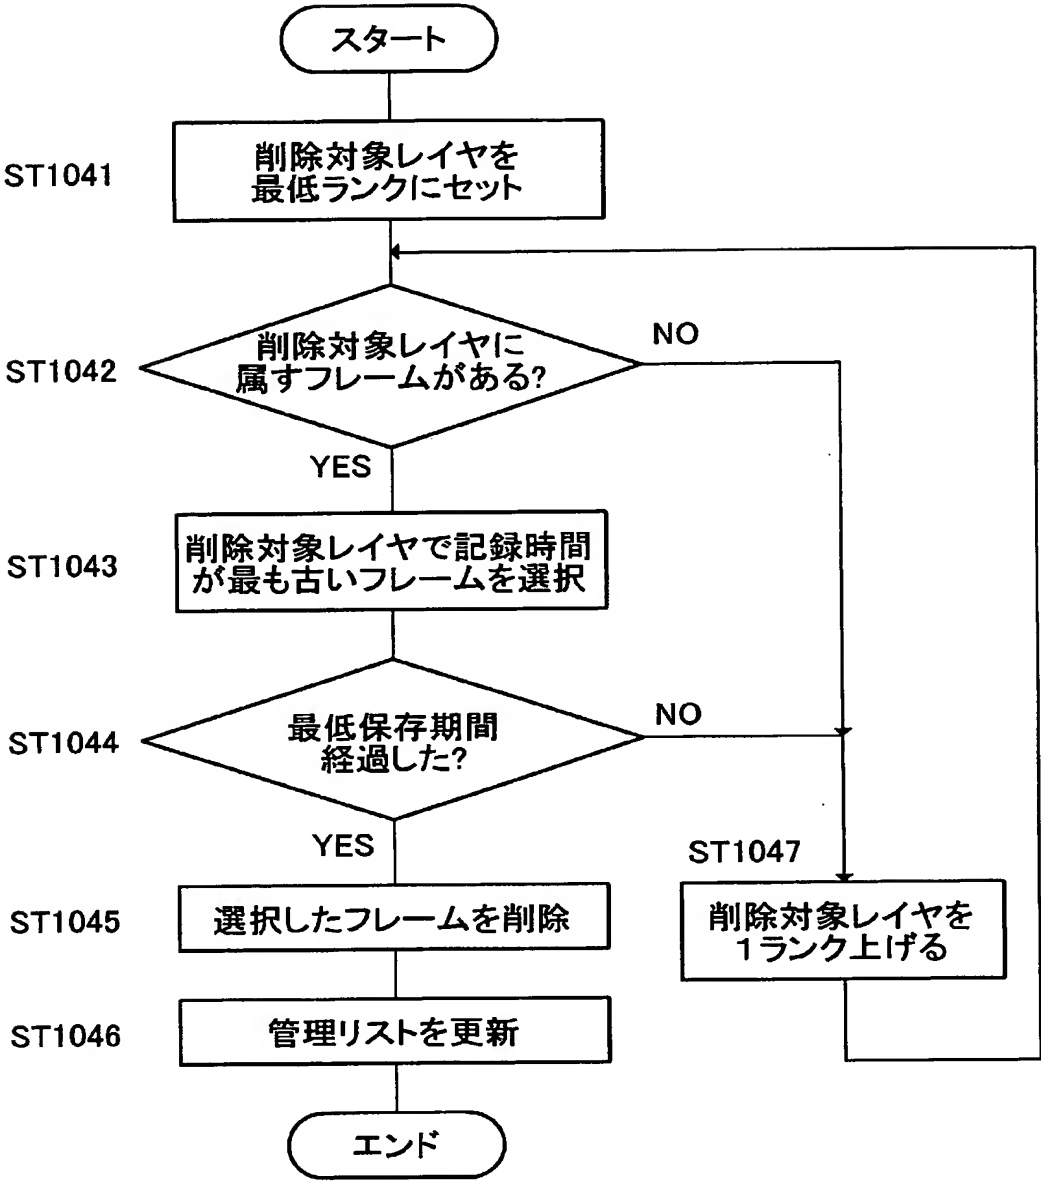 スタート
ST1041
削除対象レイヤを
最低ランクにセット
ST1042
削除対象レイヤに
属すフレームがある?
NO
YES
ST1043
削除対象レイヤで記録時間
が最も古いフレームを選択
ST1044
最低保存期間
経過した?
NO
YES
ST1047
削除対象レイヤを
1ランク上げる
ST1045
選択したフレームを削除
ST1046
管理リストを更新
エンド